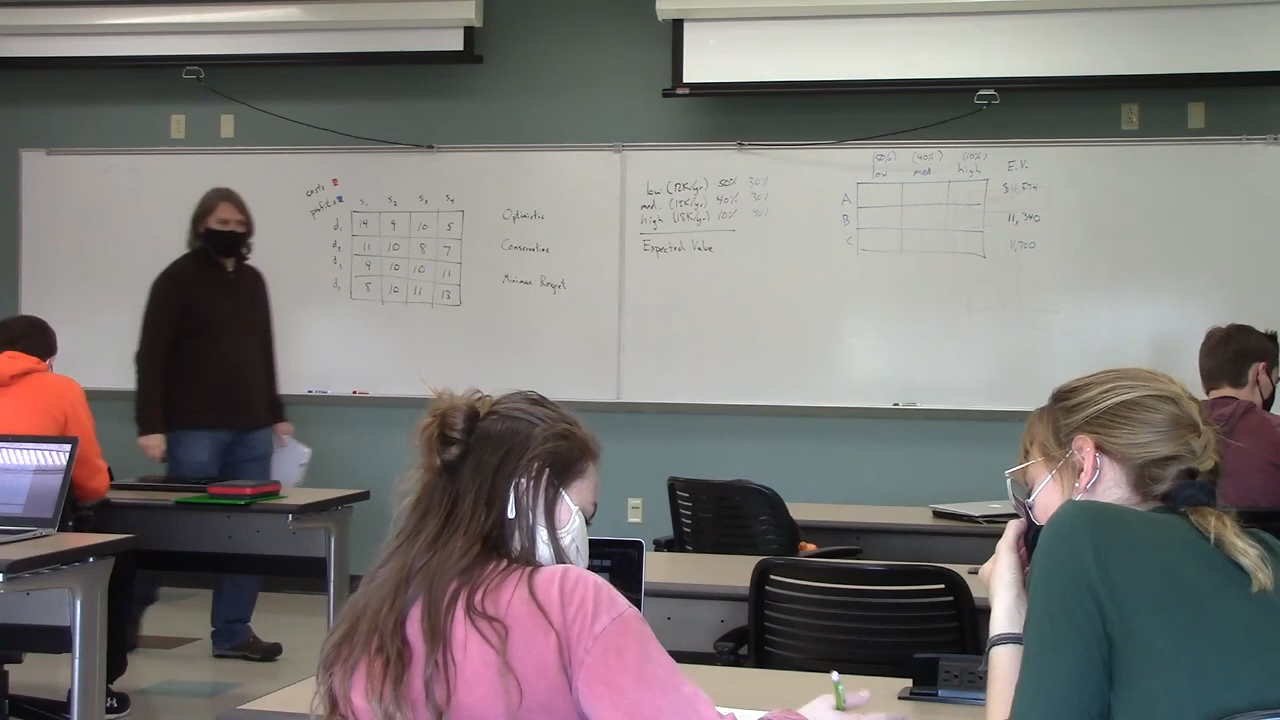 costs
profits
S₁ S₂ S₃ S₄
d₁ 14 9 10 5
d₂ 11 10 8 7
d₃ 9 10 10 11
d₄ 8 10 11 13
Optimistic
Conservative
Minimax Regret
low (12K/yr) 50% 30%
med. (15K/yr) 40% 30%
high (18K/yr) 10% 40%
Expected Value
(50%) (40%) (10%)
low med high E.V.
A
B 11,340
C 11,700